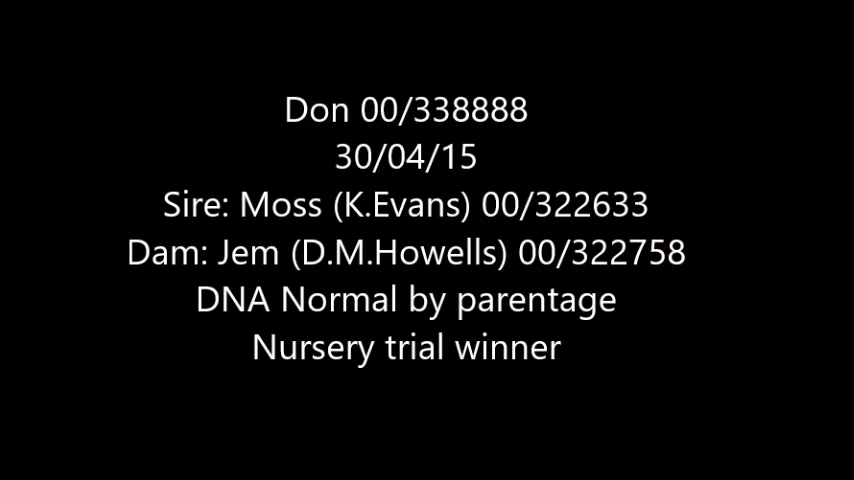 Don 00/338888
30/04/15
Sire: Moss (K.Evans) 00/322633
Dam: Jem (D.M.Howells) 00/322758
DNA Normal by parentage
Nursery trial winner